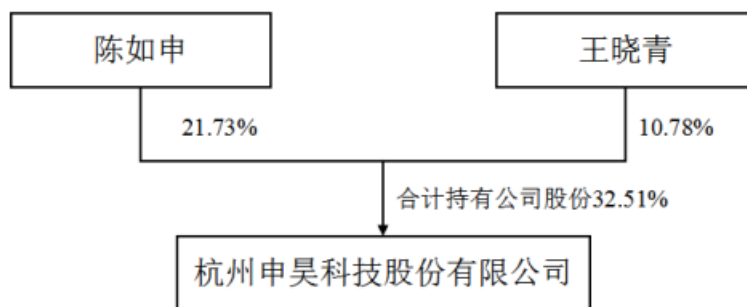 陈如申
王晓青
21.73%
10.78%
合计持有公司股份32.51%
杭州申昊科技股份有限公司